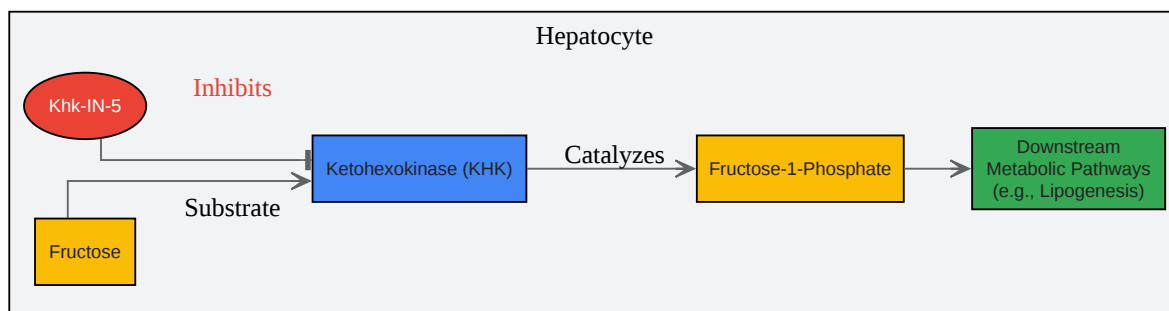 Hepatocyte
Inhibits
Khk-IN-5
Ketohexokinase (KHK)
Catalyzes
Fructose-1-Phosphate
Downstream
Metabolic Pathways
(e.g., Lipogenesis)
Substrate
Fructose